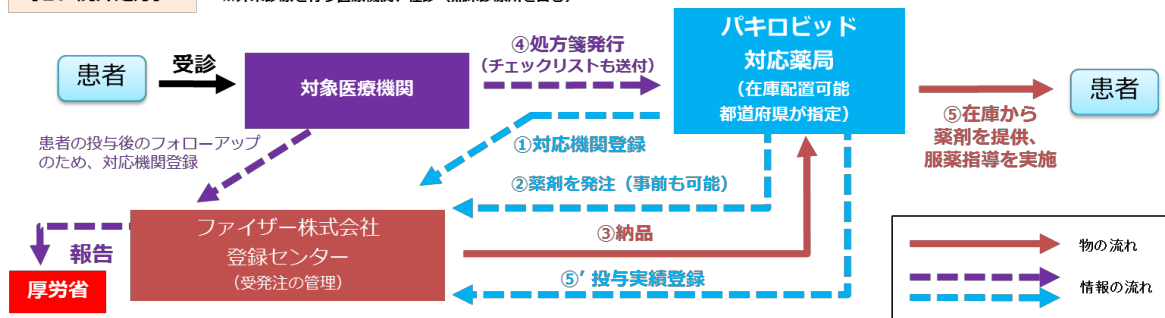 患者
受診
対象医療機関
④処方箋発行
(チェックリストも送付)
パキロビッド
対応薬局
(在庫配置可能
都道府県が指定)
患者
⑤在庫から
薬剤を提供、
服薬指導を実施
患者の投与後のフォローアップ
のため、対応機関登録
①対応機関登録
②薬剤を発注（事前も可能）
ファイザー株式会社
登録センター
(受発注の管理)
③納品
⑤’投与実績登録
報告
厚労省
物の流れ
情報の流れ